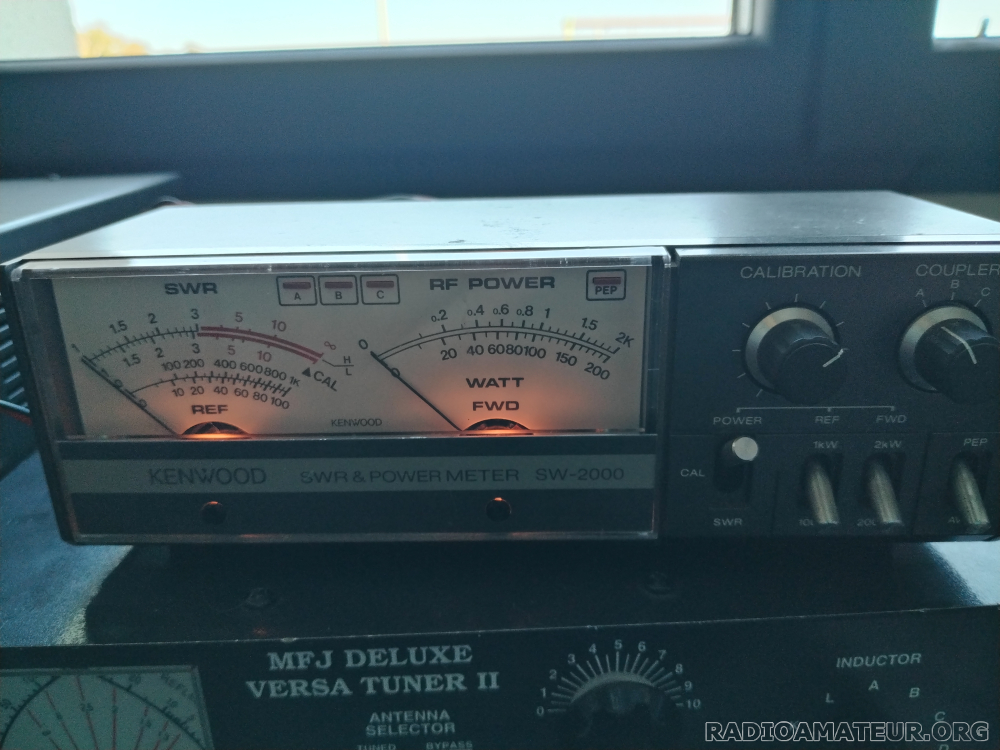 SWR
A B C
RF POWER
PEP
1 1.5 2 3 5 10 ∞
1.5 2 3 5 10
H
L
▲CAL
100 200 400 600 800 1K
10 20 40 60 80 100
REF
0 0.2 0.4 0.6 0.8 1 1.5 2K
0 20 40 60 80 100 150 200
WATT
FWD
KENWOOD
KENWOOD SWR & POWER METER SW-2000
CALIBRATION
COUPLER
A B C
POWER REF FWD
CAL
SWR
1kW 2kW
PEP
MFJ DELUXE
VERSA TUNER II
ANTENNA
SELECTOR
TUNED BYPASS
0 1 2 3 4 5 6 7 8 9 10
INDUCTOR
L A B C
RADIOAMATEUR.ORG